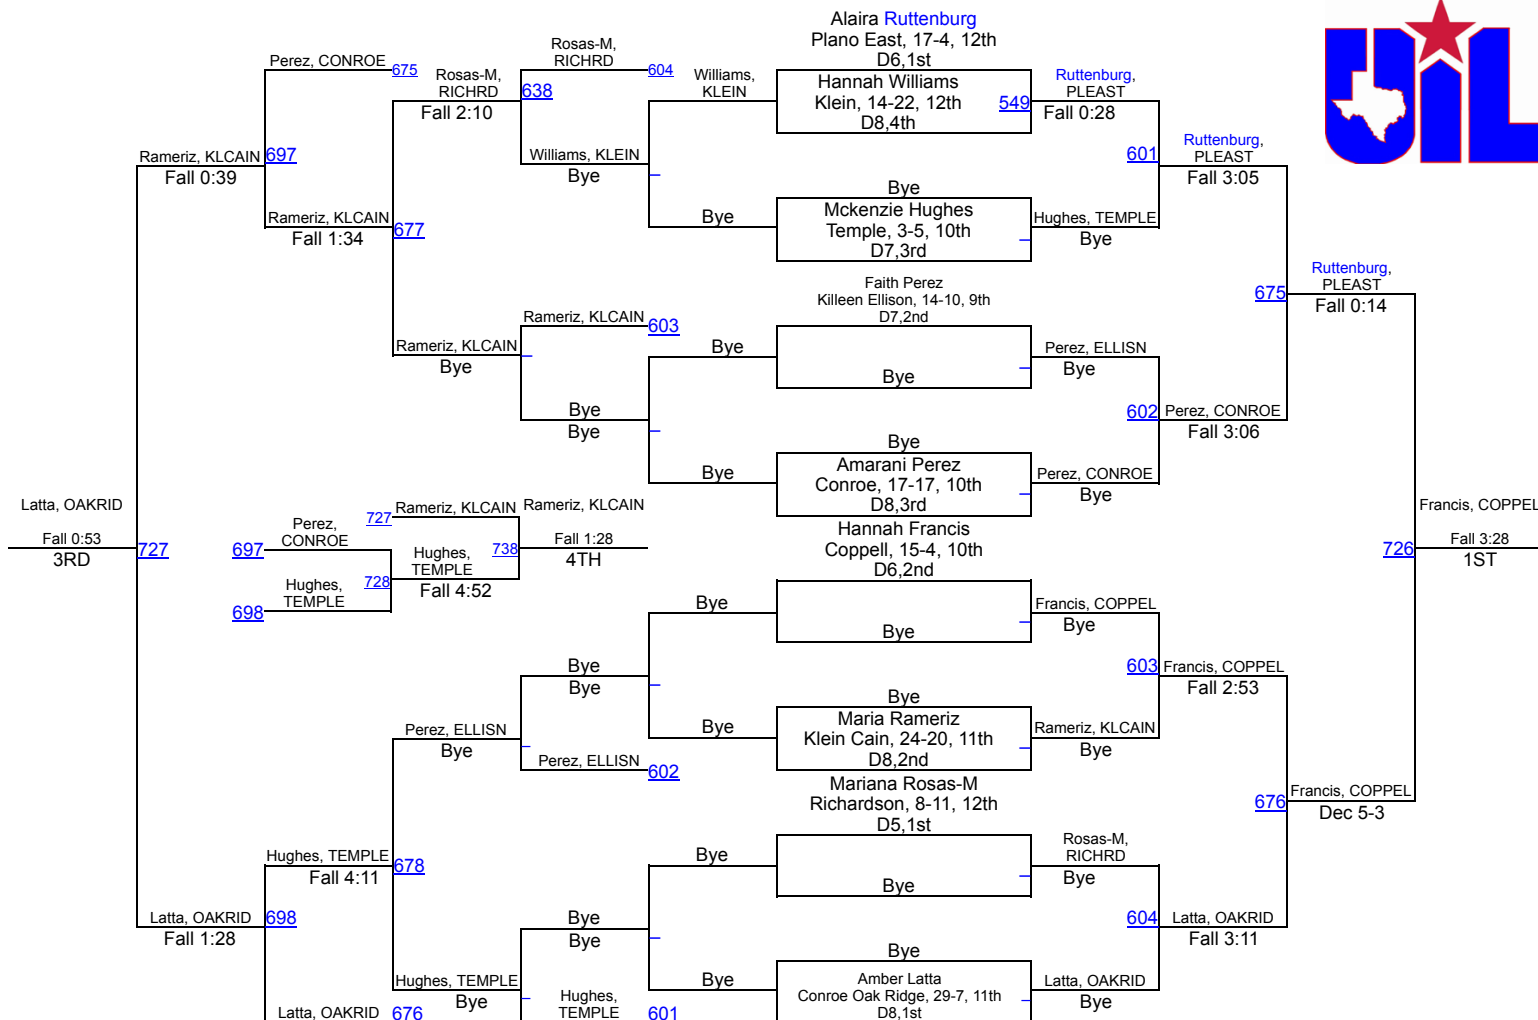 Alaira Ruttenburg
Plano East, 17-4, 12th
D6,1st
Hannah Williams
Klein, 14-22, 12th
D8,4th
549
Bye
Mckenzie Hughes
Temple, 3-5, 10th
D7,3rd
Faith Perez
Killeen Ellison, 14-10, 9th
D7,2nd
Bye
Bye
Amarani Perez
Conroe, 17-17, 10th
D8,3rd
Hannah Francis
Coppell, 15-4, 10th
D6,2nd
Bye
Bye
Maria Rameriz
Klein Cain, 24-20, 11th
D8,2nd
Mariana Rosas-M
Richardson, 8-11, 12th
D5,1st
Bye
Bye
Amber Latta
Conroe Oak Ridge, 29-7, 11th
D8,1st
Ruttenburg,
PLEAST
Fall 0:28
Hughes, TEMPLE
Bye
Perez, ELLISN
Bye
Perez, CONROE
Bye
Francis, COPPEL
Bye
Rameriz, KLCAIN
Bye
Rosas-M,
RICHRD
Bye
Latta, OAKRID
Bye
601
Ruttenburg,
PLEAST
Fall 3:05
602
Perez, CONROE
Fall 3:06
603
Francis, COPPEL
Fall 2:53
604
Latta, OAKRID
Fall 3:11
675
Ruttenburg,
PLEAST
Fall 0:14
676
Francis, COPPEL
Dec 5-3
726
Francis, COPPEL
Fall 3:28
1ST
UIL
Williams,
KLEIN
Bye
Bye
Bye
Bye
Bye
Bye
Bye
Rosas-M,
RICHRD
604
Williams, KLEIN
Bye
Rameriz, KLCAIN
603
Bye
Bye
Bye
Bye
Perez, ELLISN
602
Bye
Bye
Hughes,
TEMPLE
601
Rosas-M,
RICHRD
638
Fall 2:10
Rameriz, KLCAIN
Bye
Perez, ELLISN
Bye
Hughes, TEMPLE
Bye
Perez, CONROE
675
Rameriz, KLCAIN
677
Fall 1:34
Hughes, TEMPLE
678
Fall 4:11
Latta, OAKRID
676
Rameriz, KLCAIN
697
Fall 0:39
Latta, OAKRID
698
Fall 1:28
Latta, OAKRID
Fall 0:53
727
3RD
697
Perez,
CONROE
698
Hughes,
TEMPLE
728
Hughes,
TEMPLE
Fall 4:52
727
Rameriz, KLCAIN
738
Rameriz, KLCAIN
Fall 1:28
4TH